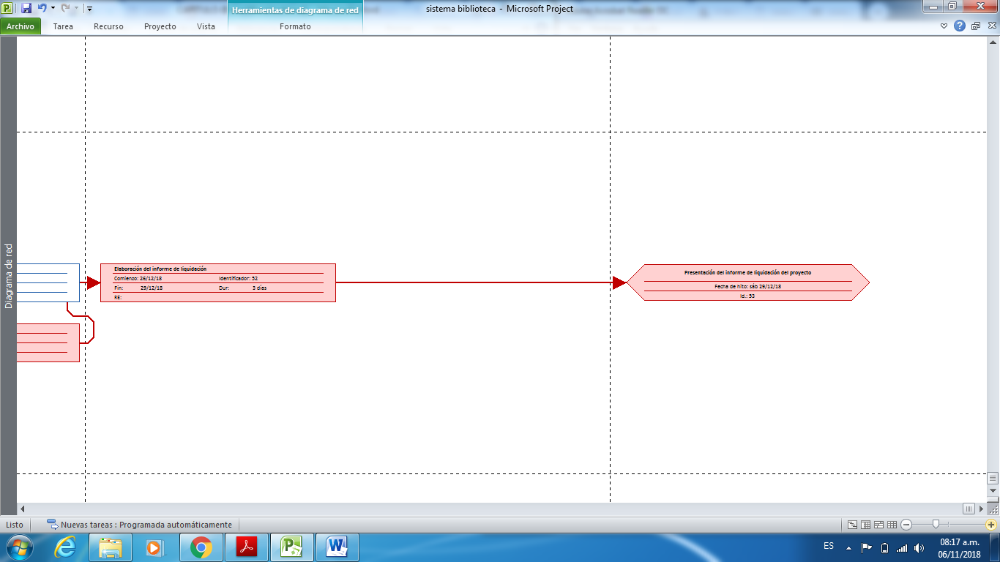 Herramientas de diagrama de red
sistema biblioteca - Microsoft Project
Archivo Tarea Recurso Proyecto Vista Formato
Diagrama de red
Elaboración del informe de liquidación
Comienzo: 26/12/18 Identificador: 52
Fin: 29/12/18 Dur: 3 días
RE:
Presentación del informe de liquidación del proyecto
Fecha de hito: sáb 29/12/18
Id.: 53
Listo Nuevas tareas : Programada automáticamente
ES
08:17 a.m.
06/11/2018